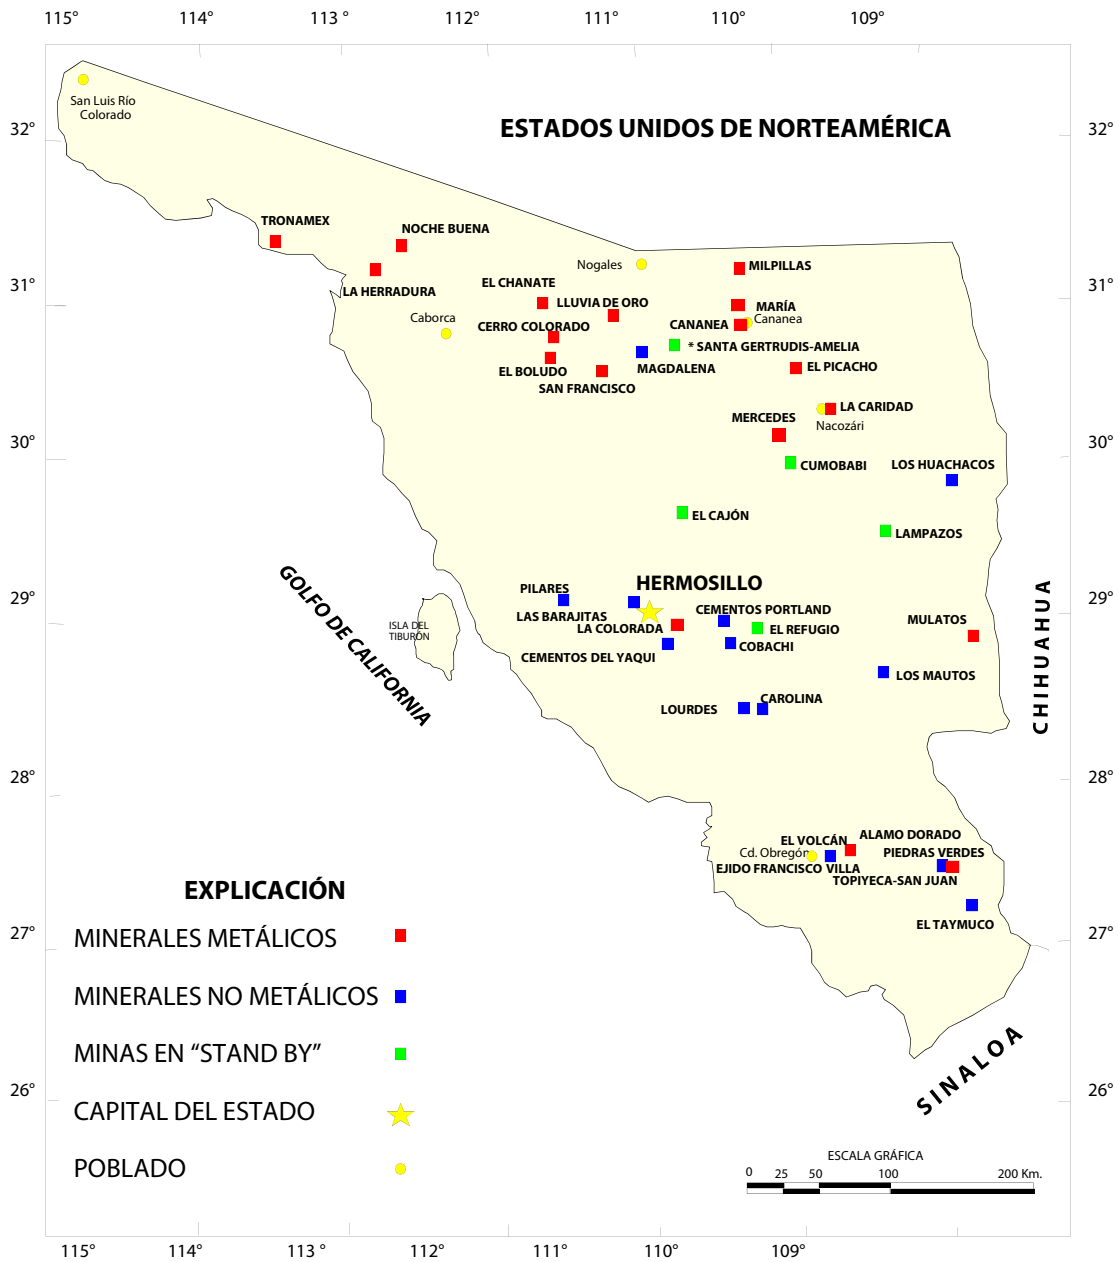 115° 114° 113° 112° 111° 110° 109°
San Luis Río
Colorado
32° 32°
ESTADOS UNIDOS DE NORTEAMÉRICA
TRONAMEX
NOCHE BUENA
Nogales
MILPILLAS
31° 31°
LA HERRADURA
EL CHANATE
LLUVIA DE ORO
MARÍA
Caborca
CERRO COLORADO
CANANEA
Cananea
* SANTA GERTRUDIS-AMELIA
EL BOLUDO
MAGDALENA
EL PICACHO
SAN FRANCISCO
LA CARIDAD
MERCEDES
Nacozári
30° 30°
CUMOBABI
LOS HUACHACOS
EL CAJÓN
LAMPAZOS
GOLFO DE CALIFORNIA
HERMOSILLO
PILARES
29° 29°
CHIHUAHUA
LAS BARAJITAS
CEMENTOS PORTLAND
ISLA DEL
TIBURÓN
LA COLORADA
EL REFUGIO
MULATOS
COBACHI
CEMENTOS DEL YAQUI
LOS MAUTOS
LOURDES
CAROLINA
28° 28°
EL VOLCÁN
ALAMO DORADO
Cd. Obregón
PIEDRAS VERDES
EJIDO FRANCISCO VILLA
TOPIYECA-SAN JUAN
EL TAYMUCO
27° 27°
EXPLICACIÓN
MINERALES METÁLICOS
MINERALES NO METÁLICOS
MINAS EN “STAND BY”
CAPITAL DEL ESTADO
POBLADO
SINALOA
26° 26°
ESCALA GRÁFICA
0 25 50 100 200 Km.
115° 114° 113 ° 112° 111° 110° 109°